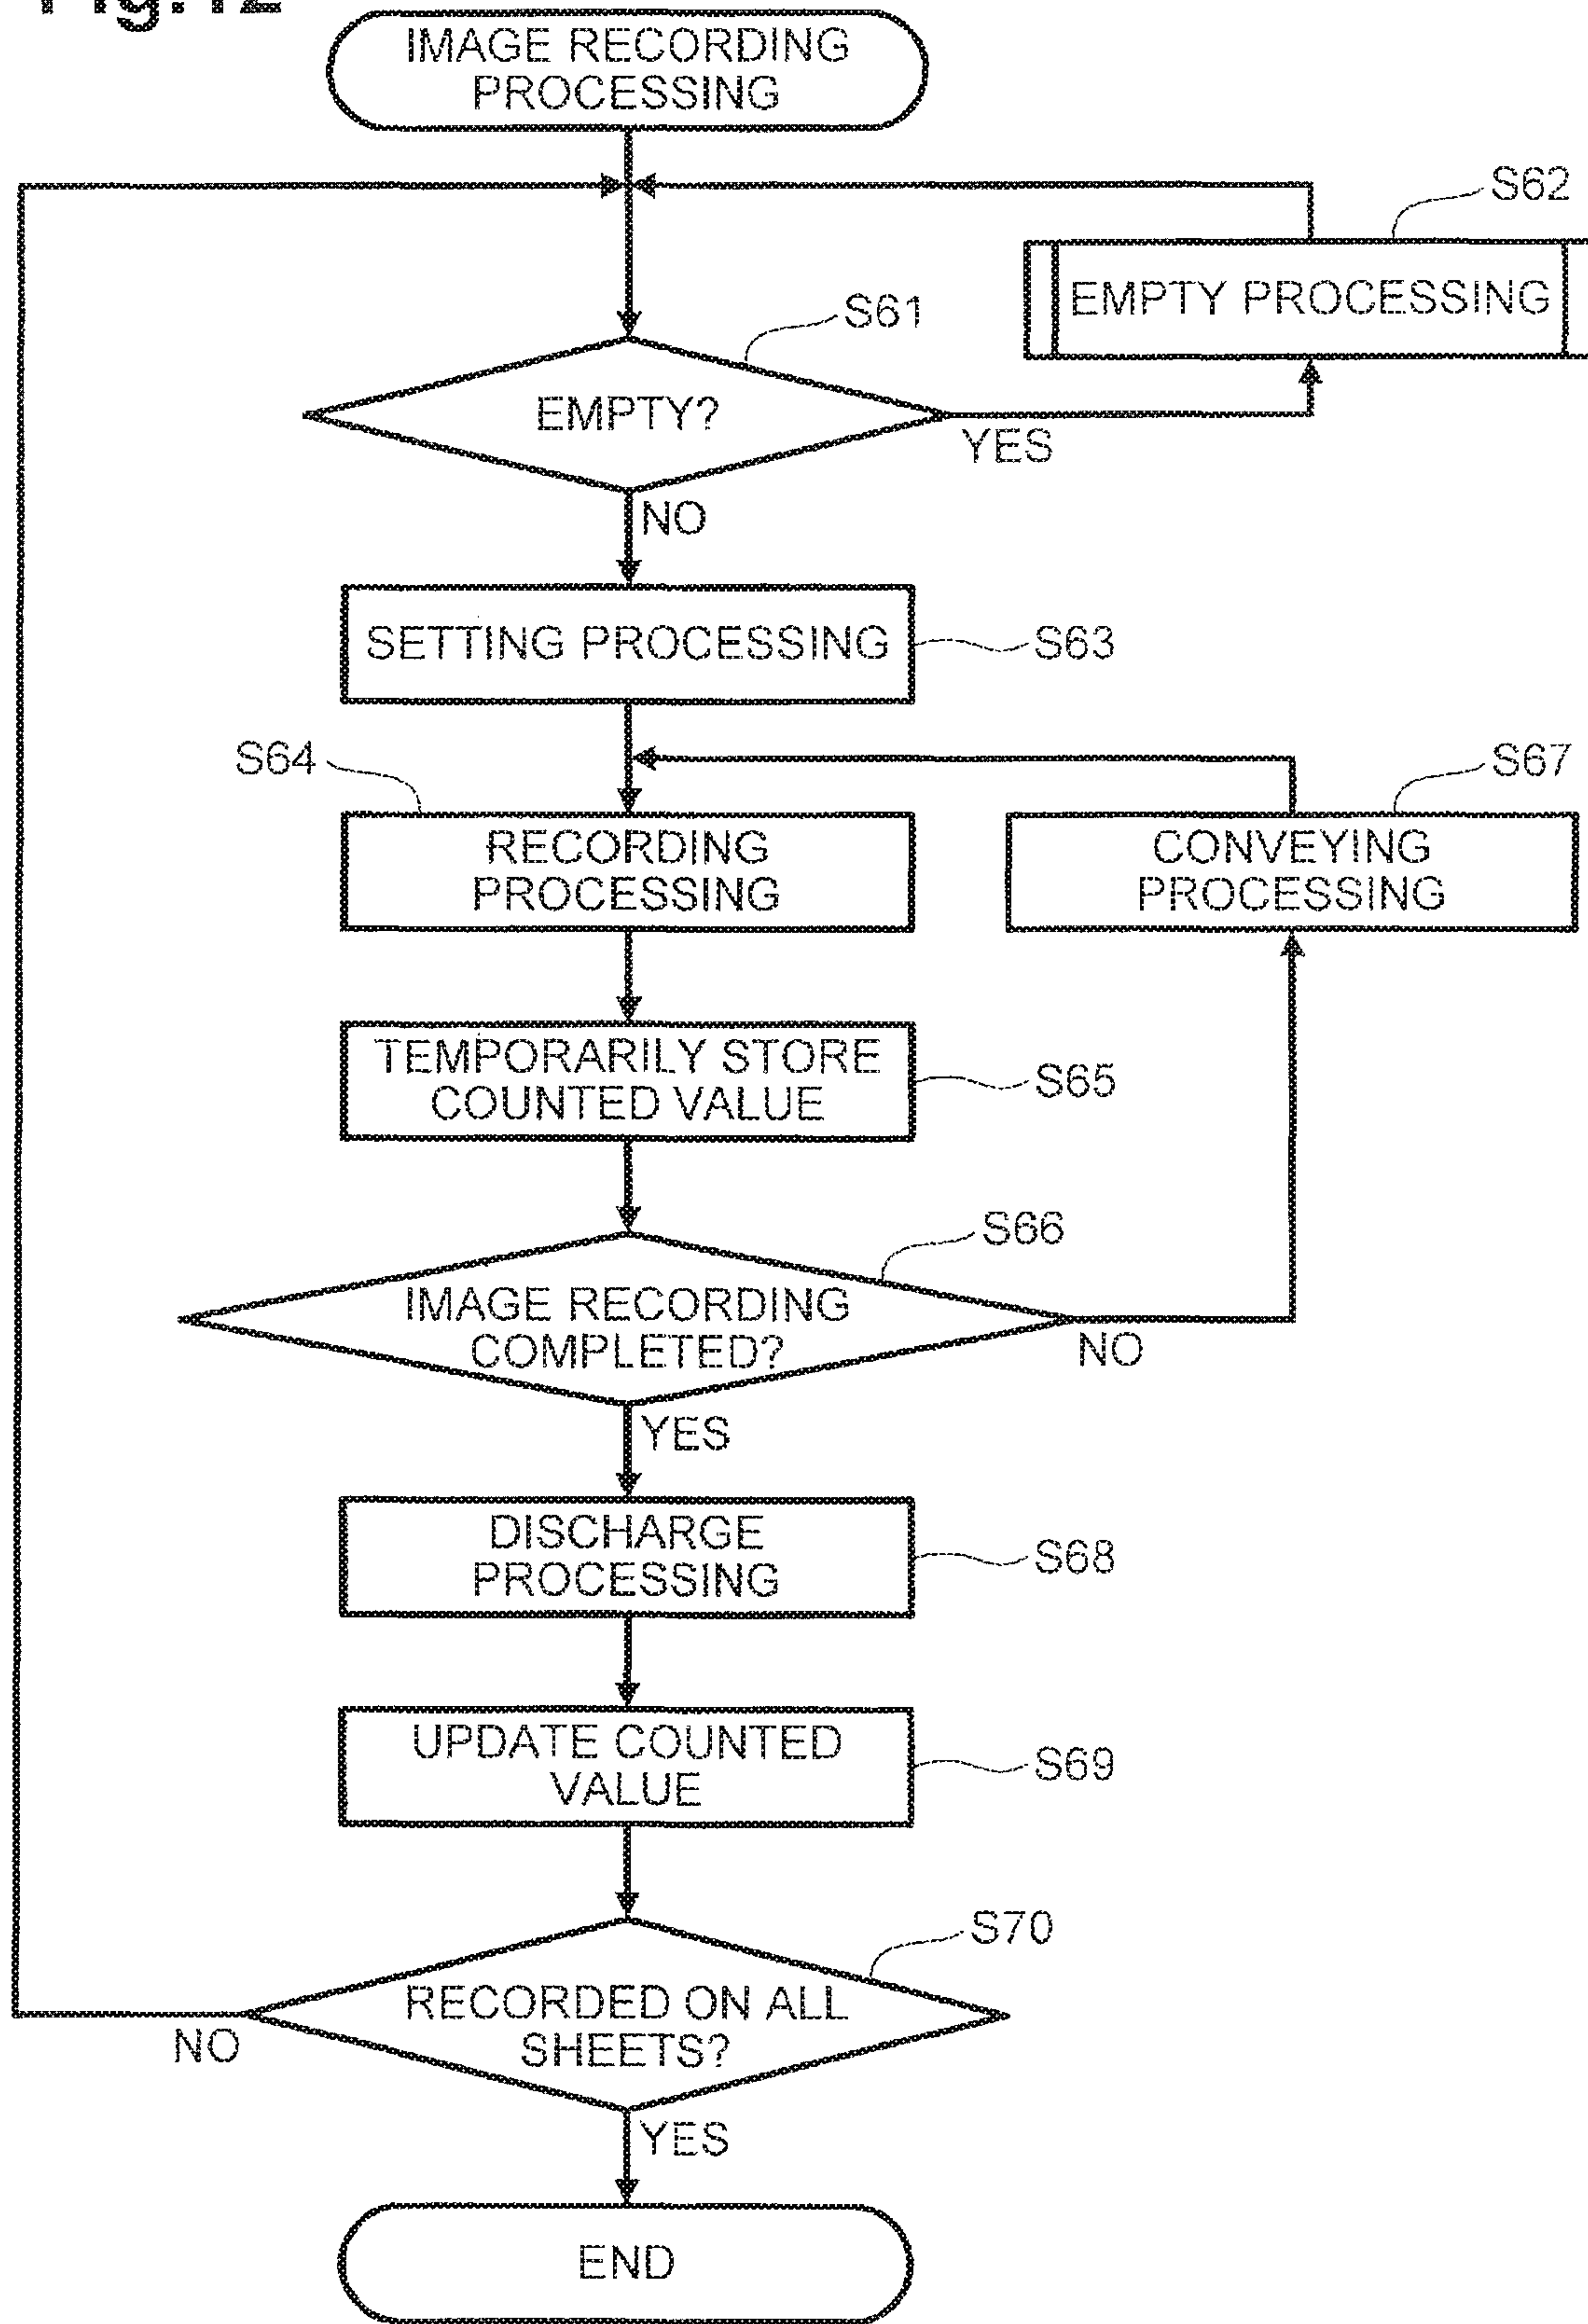 IMAGE RECORDING
PROCESSING
S62
EMPTY PROCESSING
S61
EMPTY?
YES
NO
SETTING PROCESSING
S63
S64
S67
RECORDING
PROCESSING
CONVEYING
PROCESSING
TEMPORARILY STORE
COUNTED VALUE
S65
S66
IMAGE RECORDING
COMPLETED?
NO
YES
DISCHARGE
PROCESSING
S68
UPDATE COUNTED
VALUE
S69
S70
RECORDED ON ALL
SHEETS?
NO
YES
END